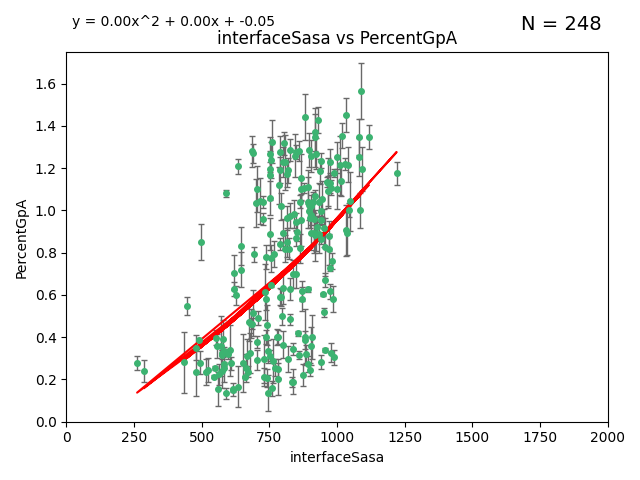 y = 0.00x^2 + 0.00x + -0.05
N = 248
interfaceSasa vs PercentGpA
PercentGpA
1.6
1.4
1.2
1.0
0.8
0.6
0.4
0.2
0.0
0 250 500 750 1000 1250 1500 1750 2000
interfaceSasa